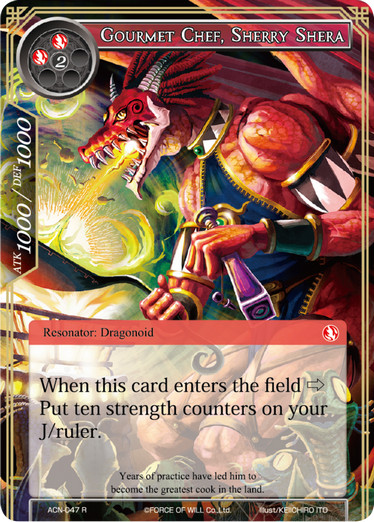 Gourmet Chef, Sherry Shera
2
ATK 1000 / DEF 1000
Resonator: Dragonoid
When this card enters the field ⇨
Put ten strength counters on your
J/ruler.
Years of practice have led him to
become the greatest cook in the land.
ACN-047 R ©FORCE OF WILL Co.,Ltd. Illust/KEIICHIRO ITO